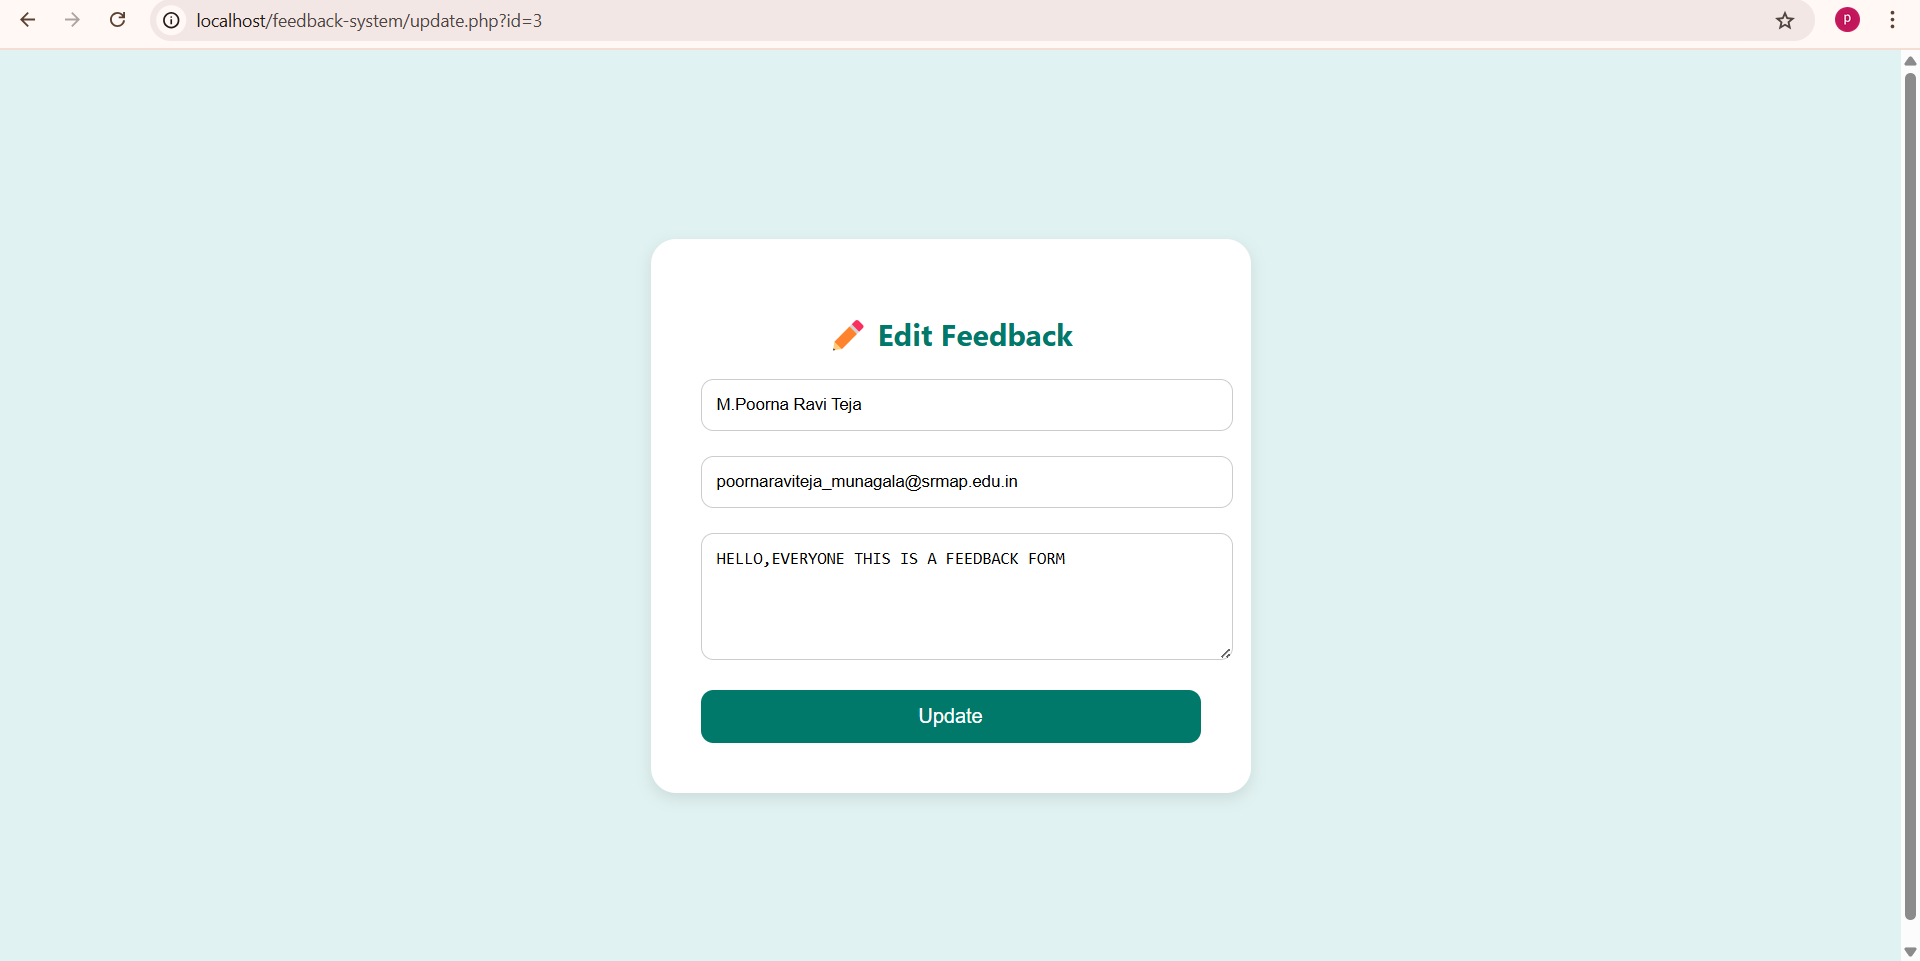 localhost/feedback-system/update.php?id=3
P
Edit Feedback
M.Poorna Ravi Teja
poornaraviteja_munagala@srmap.edu.in
HELLO,EVERYONE THIS IS A FEEDBACK FORM
Update